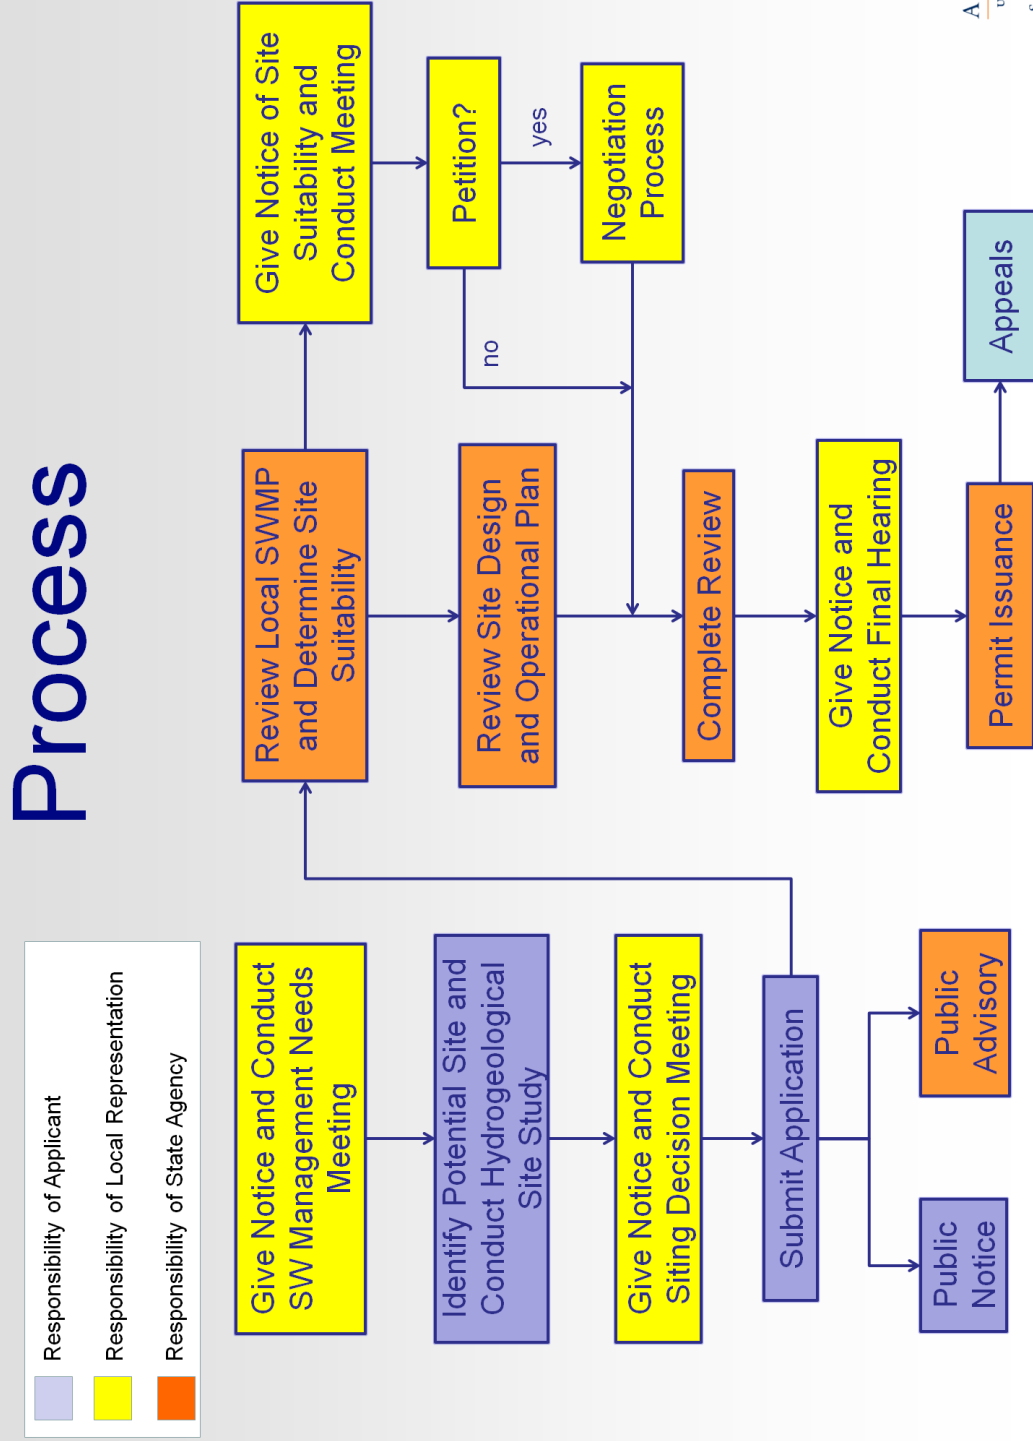 Process
Responsibility of Applicant
Responsibility of Local Representation
Responsibility of State Agency
Give Notice and Conduct
SW Management Needs
Meeting
Identify Potential Site and
Conduct Hydrogeological
Site Study
Give Notice and Conduct
Siting Decision Meeting
Submit Application
Public
Notice
Public
Advisory
Review Local SWMP
and Determine Site
Suitability
Review Site Design
and Operational Plan
Complete Review
Give Notice and
Conduct Final Hearing
Permit Issuance
Appeals
Give Notice of Site
Suitability and
Conduct Meeting
Petition?
yes
no
Negotiation
Process
A